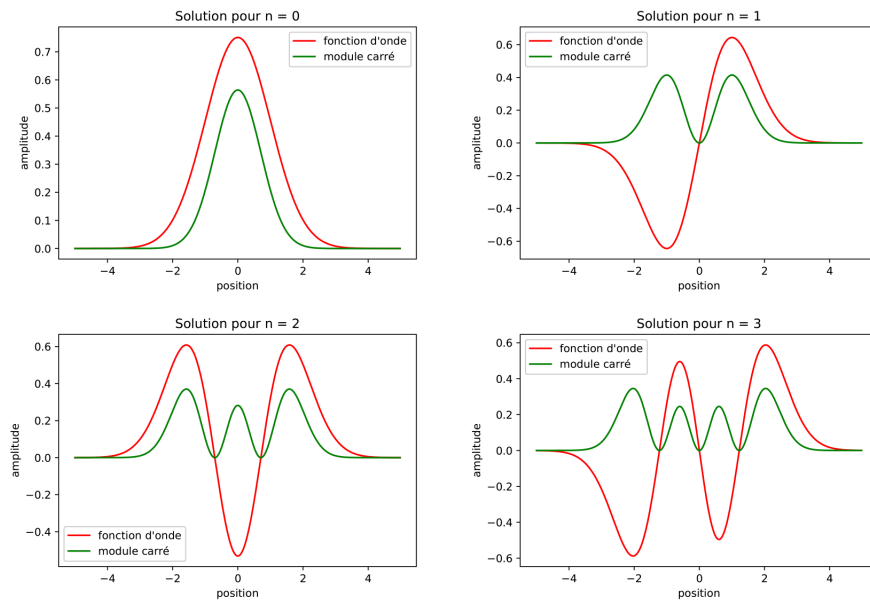 Solution pour n = 0
fonction d'onde
module carré
0.7
0.6
0.5
0.4
0.3
0.2
0.1
0.0
amplitude
−4 −2 0 2 4
position
Solution pour n = 1
fonction d'onde
module carré
0.6
0.4
0.2
0.0
−0.2
−0.4
−0.6
amplitude
−4 −2 0 2 4
position
Solution pour n = 2
0.6
0.4
0.2
0.0
−0.2
−0.4
amplitude
fonction d'onde
module carré
−4 −2 0 2 4
position
Solution pour n = 3
fonction d'onde
module carré
0.6
0.4
0.2
0.0
−0.2
−0.4
−0.6
amplitude
−4 −2 0 2 4
position